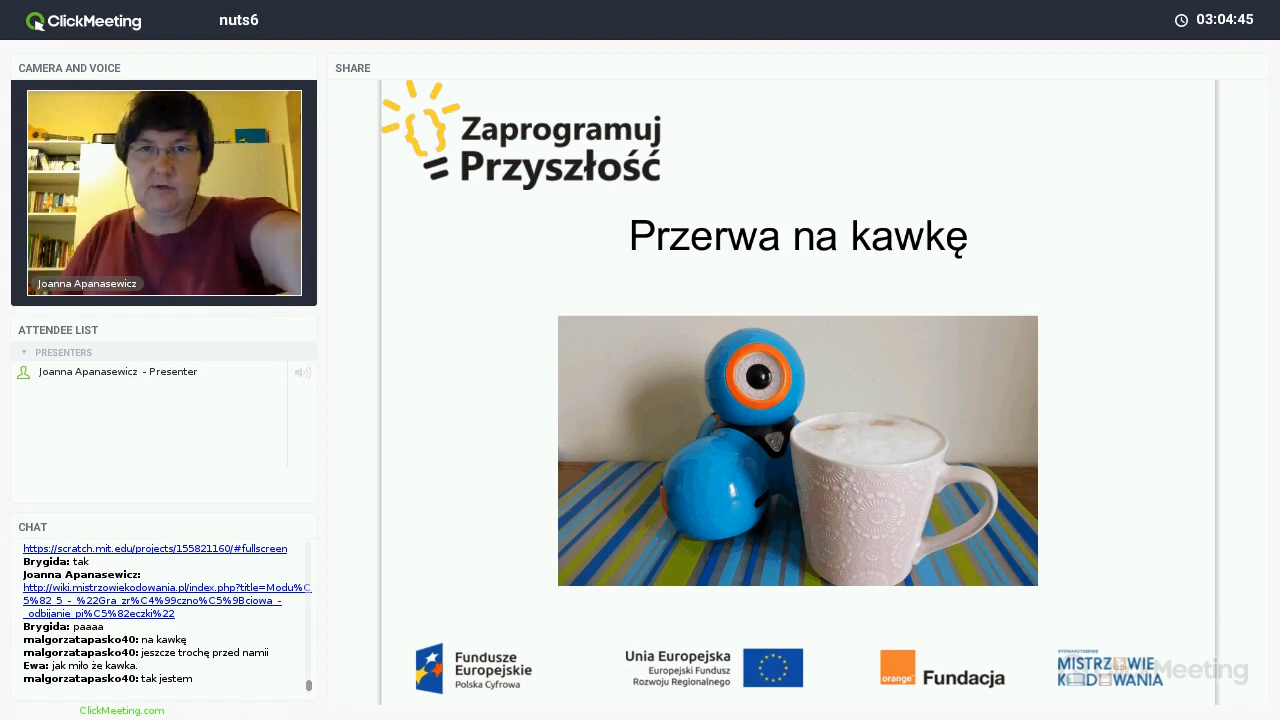 ClickMeeting
nuts6
03:04:45
CAMERA AND VOICE
Joanna Apanasewicz
ATTENDEE LIST
PRESENTERS
Joanna Apanasewicz - Presenter
CHAT
https://scratch.mit.edu/projects/155821160/#fullscreen
Brygida: tak
Joanna Apanasewicz:
http://wiki.mistrzowiekodowania.pl/index.php?title=Modu%C
5%82_5_-_%22Gra_zr%C4%99czno%C5%9Bciowa_-
_odbijanie_pi%C5%82eczki%22
Brygida: paaaa
malgorzatapasko40: na kawkę
malgorzatapasko40: jeszcze trochę przed namii
Ewa: jak miło że kawka.
malgorzatapasko40: tak jestem
ClickMeeting.com
SHARE
Zaprogramuj
Przyszłość
Przerwa na kawkę
Fundusze
Europejskie
Polska Cyfrowa
Unia Europejska
Europejski Fundusz
Rozwoju Regionalnego
orange™
Fundacja
STOWARZYSZENIE
MISTRZOWIE
KODOWANIA
ClickMeeting